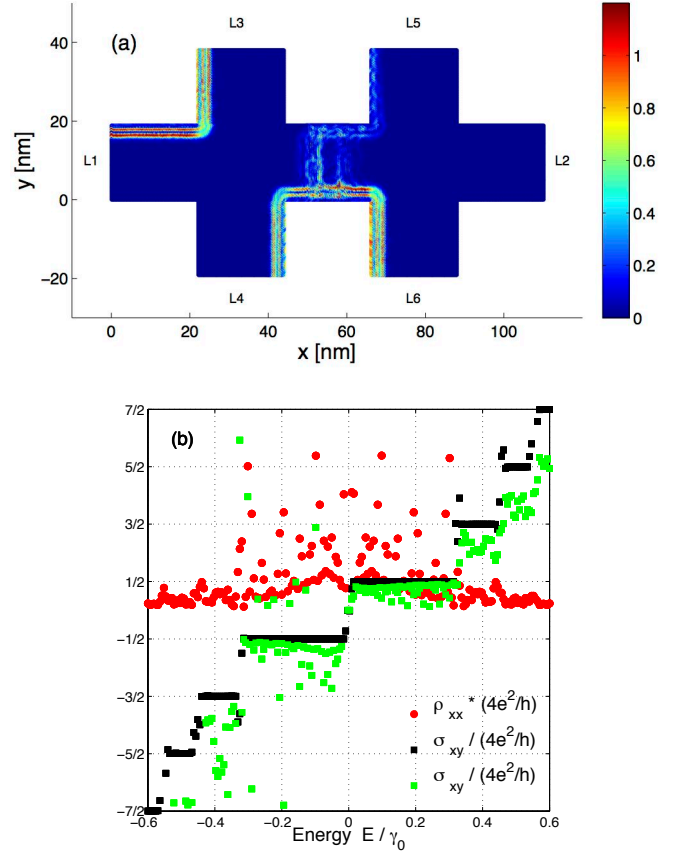 L3
L5
(a)
40
20
0
−20
y [nm]
L1
L2
L4
L6
0
20
40
60
80
100
x [nm]
1
0.8
0.6
0.4
0.2
0
(b)
7/2
5/2
3/2
1/2
-1/2
-3/2
-5/2
-7/2
ρ xx * (4e²/h)
σ xy / (4e²/h)
σ xy / (4e²/h)
-0.6
-0.4
-0.2
0
0.2
0.4
0.6
Energy E / γ₀